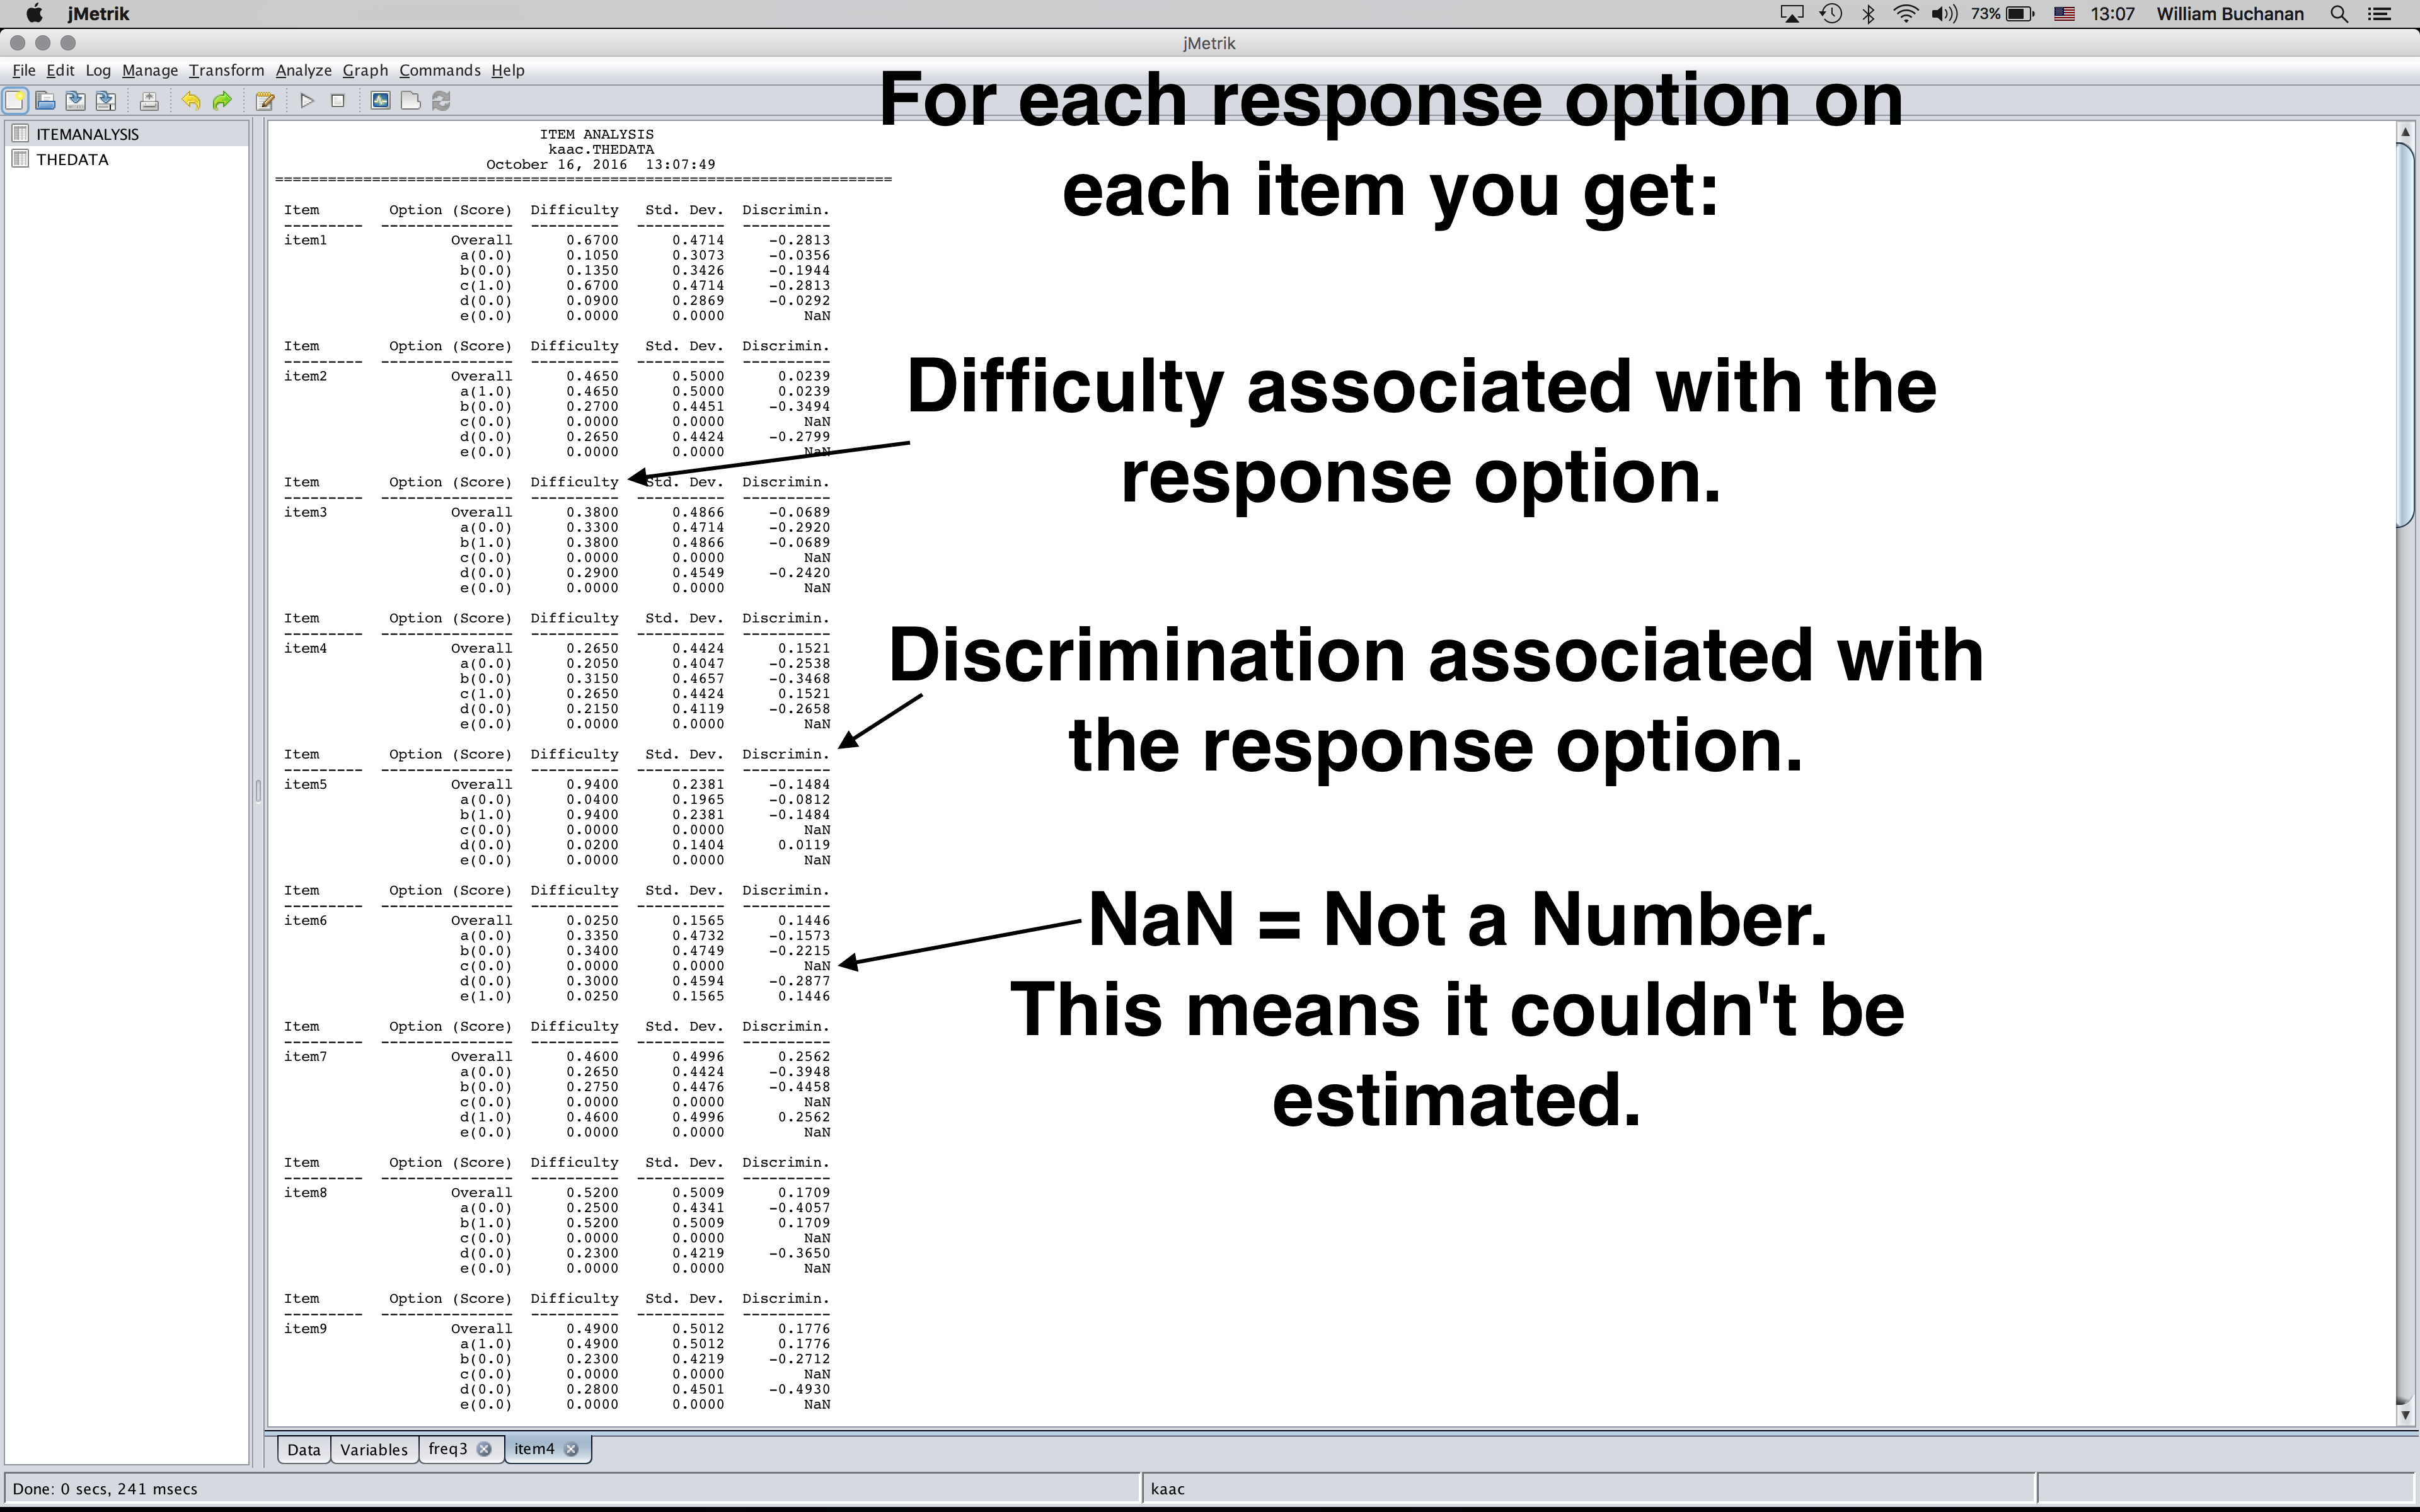 jMetrik
73%
13:07
William Buchanan
jMetrik
File Edit Log Manage Transform Analyze Graph Commands Help
ITEMANALYSIS
THEDATA
ITEM ANALYSIS
kaac.THEDATA
October 16, 2016 13:07:49
======================================================================
Item Option (Score) Difficulty Std. Dev. Discrimin.
--------- --------------- ---------- ---------- ----------
item1 Overall 0.6700 0.4714 -0.2813
a(0.0) 0.1050 0.3073 -0.0356
b(0.0) 0.1350 0.3426 -0.1944
c(1.0) 0.6700 0.4714 -0.2813
d(0.0) 0.0900 0.2869 -0.0292
e(0.0) 0.0000 0.0000 NaN
Item Option (Score) Difficulty Std. Dev. Discrimin.
--------- --------------- ---------- ---------- ----------
item2 Overall 0.4650 0.5000 0.0239
a(1.0) 0.4650 0.5000 0.0239
b(0.0) 0.2700 0.4451 -0.3494
c(0.0) 0.0000 0.0000 NaN
d(0.0) 0.2650 0.4424 -0.2799
e(0.0) 0.0000 0.0000 NaN
Item Option (Score) Difficulty Std. Dev. Discrimin.
--------- --------------- ---------- ---------- ----------
item3 Overall 0.3800 0.4866 -0.0689
a(0.0) 0.3300 0.4714 -0.2920
b(1.0) 0.3800 0.4866 -0.0689
c(0.0) 0.0000 0.0000 NaN
d(0.0) 0.2900 0.4549 -0.2420
e(0.0) 0.0000 0.0000 NaN
Item Option (Score) Difficulty Std. Dev. Discrimin.
--------- --------------- ---------- ---------- ----------
item4 Overall 0.2650 0.4424 0.1521
a(0.0) 0.2050 0.4047 -0.2538
b(0.0) 0.3150 0.4657 -0.3468
c(1.0) 0.2650 0.4424 0.1521
d(0.0) 0.2150 0.4119 -0.2658
e(0.0) 0.0000 0.0000 NaN
Item Option (Score) Difficulty Std. Dev. Discrimin.
--------- --------------- ---------- ---------- ----------
item5 Overall 0.9400 0.2381 -0.1484
a(0.0) 0.0400 0.1965 -0.0812
b(1.0) 0.9400 0.2381 -0.1484
c(0.0) 0.0000 0.0000 NaN
d(0.0) 0.0200 0.1404 0.0119
e(0.0) 0.0000 0.0000 NaN
Item Option (Score) Difficulty Std. Dev. Discrimin.
--------- --------------- ---------- ---------- ----------
item6 Overall 0.0250 0.1565 0.1446
a(0.0) 0.3350 0.4732 -0.1573
b(0.0) 0.3400 0.4749 -0.2215
c(0.0) 0.0000 0.0000 NaN
d(0.0) 0.3000 0.4594 -0.2877
e(1.0) 0.0250 0.1565 0.1446
Item Option (Score) Difficulty Std. Dev. Discrimin.
--------- --------------- ---------- ---------- ----------
item7 Overall 0.4600 0.4996 0.2562
a(0.0) 0.2650 0.4424 -0.3948
b(0.0) 0.2750 0.4476 -0.4458
c(0.0) 0.0000 0.0000 NaN
d(1.0) 0.4600 0.4996 0.2562
e(0.0) 0.0000 0.0000 NaN
Item Option (Score) Difficulty Std. Dev. Discrimin.
--------- --------------- ---------- ---------- ----------
item8 Overall 0.5200 0.5009 0.1709
a(0.0) 0.2500 0.4341 -0.4057
b(1.0) 0.5200 0.5009 0.1709
c(0.0) 0.0000 0.0000 NaN
d(0.0) 0.2300 0.4219 -0.3650
e(0.0) 0.0000 0.0000 NaN
Item Option (Score) Difficulty Std. Dev. Discrimin.
--------- --------------- ---------- ---------- ----------
item9 Overall 0.4900 0.5012 0.1776
a(1.0) 0.4900 0.5012 0.1776
b(0.0) 0.2300 0.4219 -0.2712
c(0.0) 0.0000 0.0000 NaN
d(0.0) 0.2800 0.4501 -0.4930
e(0.0) 0.0000 0.0000 NaN
For each response option on
each item you get:
Difficulty associated with the
response option.
Discrimination associated with
the response option.
NaN = Not a Number.
This means it couldn't be
estimated.
Data Variables freq3 item4
Done: 0 secs, 241 msecs
kaac